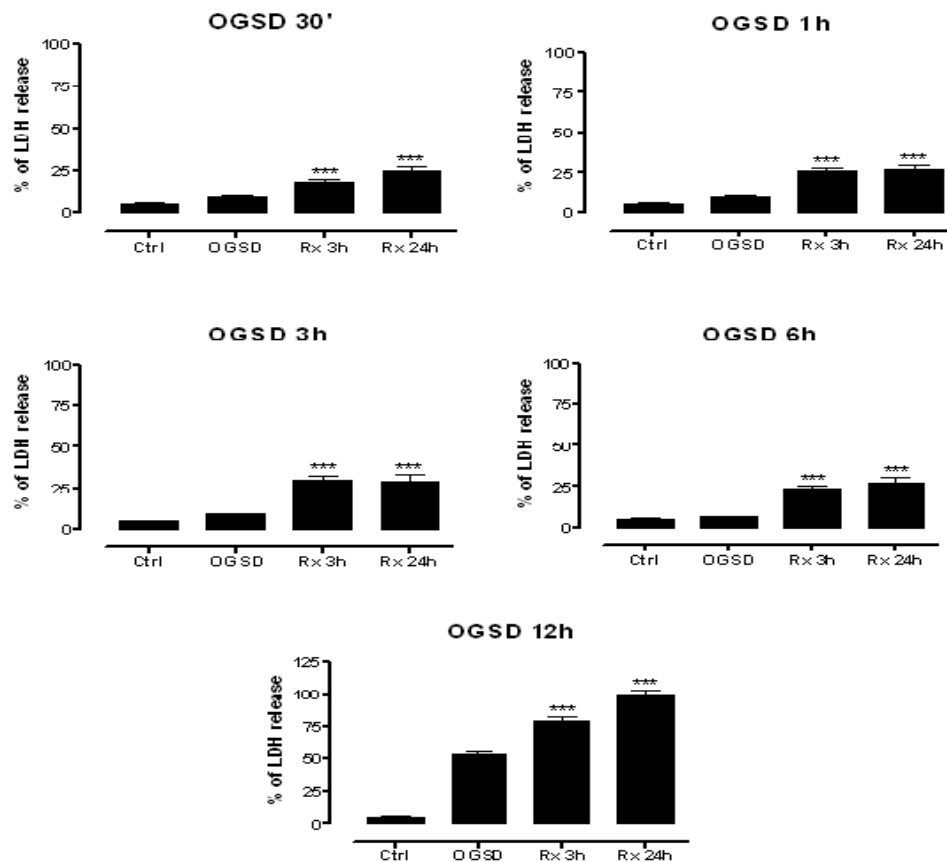 OGSD 30'
% of LDH release
100
75
50
25
0
***
***
Ctrl OGSD Rx 3h Rx 24h
OGSD 1h
% of LDH release
100
75
50
25
0
***
***
Ctrl OGSD Rx 3h Rx 24h
OGSD 3h
% of LDH release
100
75
50
25
0
***
***
Ctrl OGSD Rx 3h Rx 24h
OGSD 6h
% of LDH release
100
75
50
25
0
***
***
Ctrl OGSD Rx 3h Rx 24h
OGSD 12h
% of LDH release
125
100
75
50
25
0
***
***
Ctrl OGSD Rx 3h Rx 24h